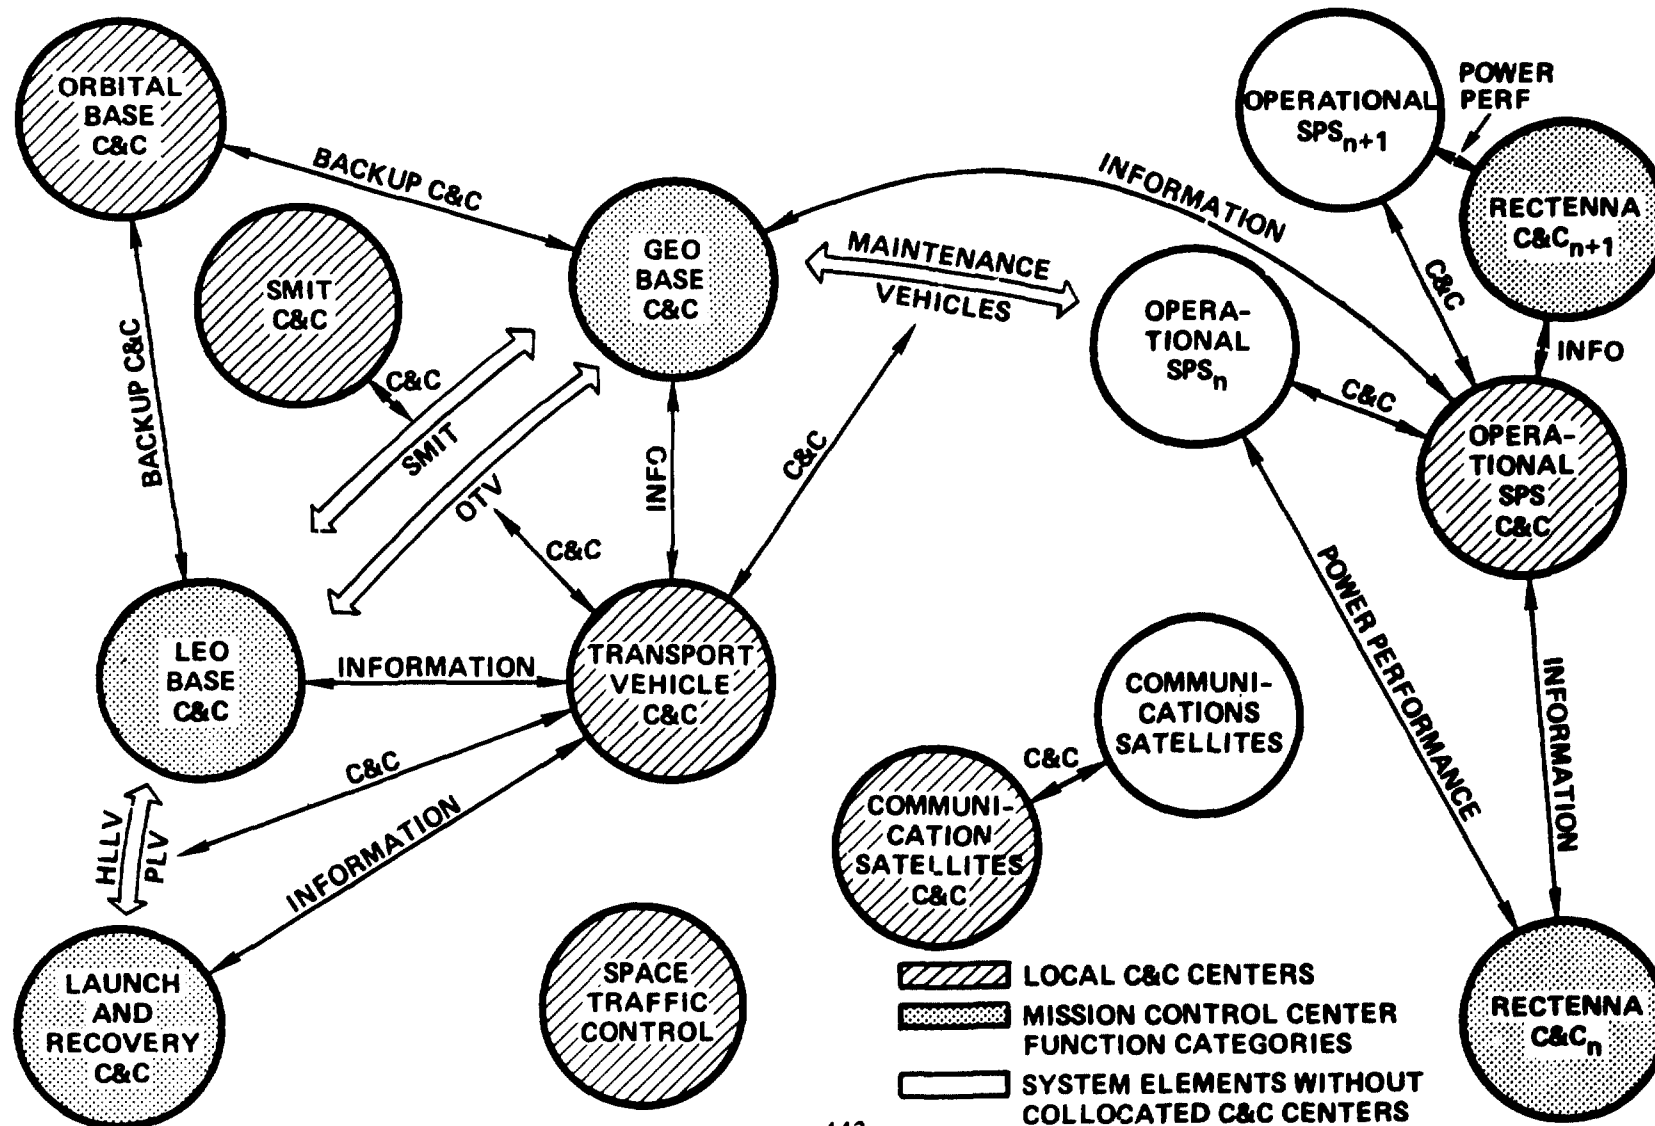 ORBITAL
BASE
C&C
BACKUP C&C
SMIT
C&C
GEO
BASE
C&C
INFORMATION
MAINTENANCE
VEHICLES
OPERATIONAL
SPSn+1
POWER
PERF
RECTENNA
C&Cn+1
C&C
INFO
OPERA-
TIONAL
SPSn
C&C
OPERA-
TIONAL
SPS
C&C
BACKUP C&C
C&C
SMIT
OTV
INFO
C&C
C&C
LEO
BASE
C&C
INFORMATION
TRANSPORT
VEHICLE
C&C
C&C
INFORMATION
HLLV
PLV
LAUNCH
AND
RECOVERY
C&C
SPACE
TRAFFIC
CONTROL
COMMUNI-
CATIONS
SATELLITES
C&C
COMMUNI-
CATION
SATELLITES
C&C
POWER PERFORMANCE
INFORMATION
RECTENNA
C&Cn
LOCAL C&C CENTERS
MISSION CONTROL CENTER
FUNCTION CATEGORIES
SYSTEM ELEMENTS WITHOUT
COLLOCATED C&C CENTERS